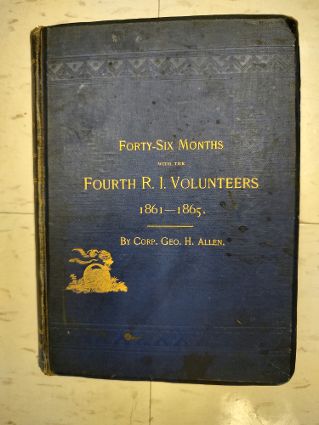 Forty-Six Months
with the
Fourth R. I. Volunteers
1861—1865.
By Corp. Geo. H. Allen.